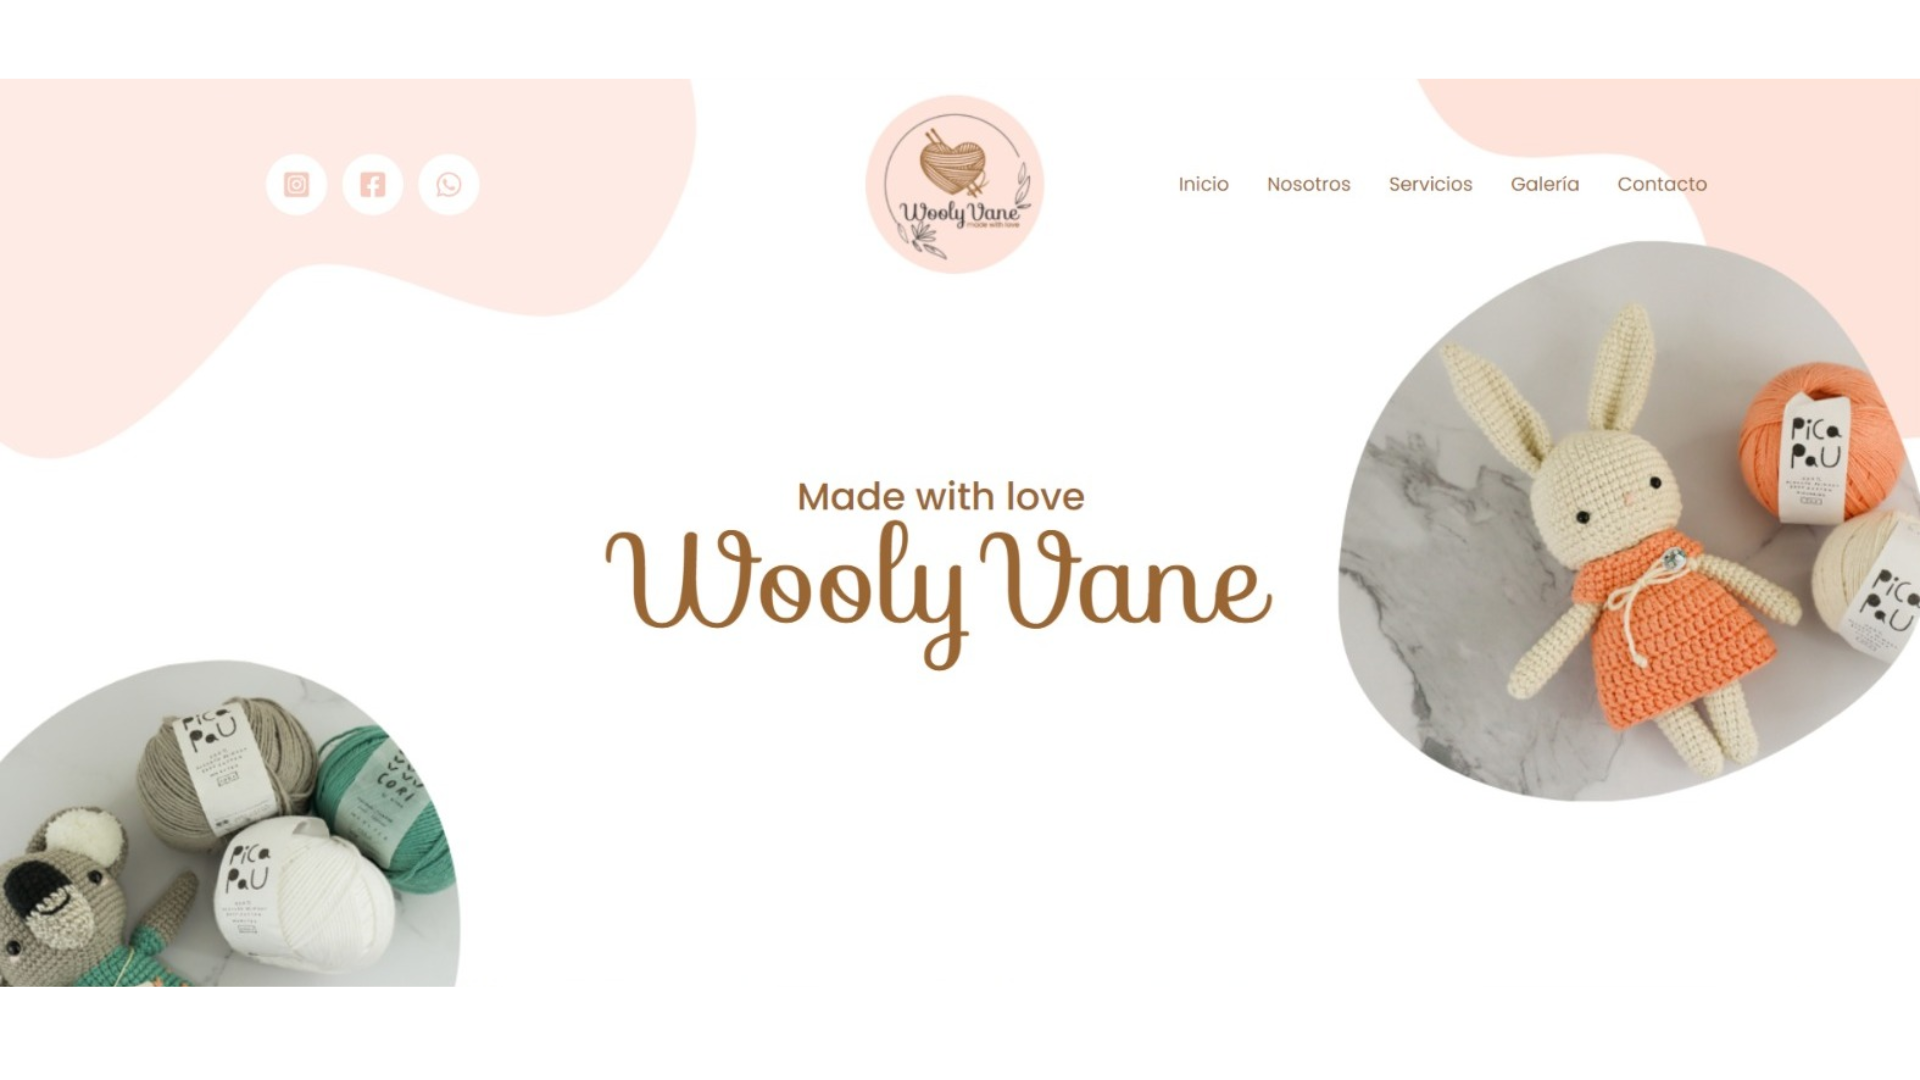 Wooly Vane
made with love
Inicio Nosotros Servicios Galería Contacto
Made with love
Wooly Vane
PiCa
PaU
PiCa
PaU
PiCa
PaU
CORI
PiCa
PaU